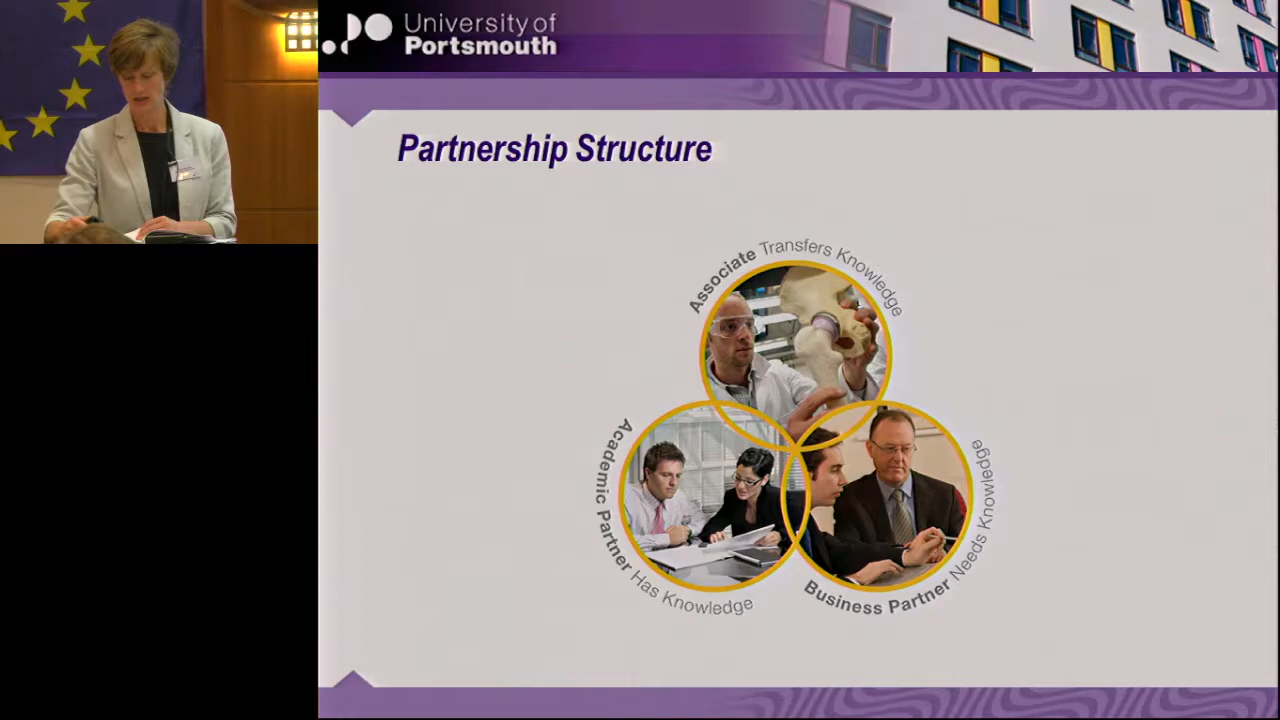 University of
Portsmouth
Partnership Structure
Associate Transfers Knowledge
Academic Partner Has Knowledge
Business Partner Needs Knowledge